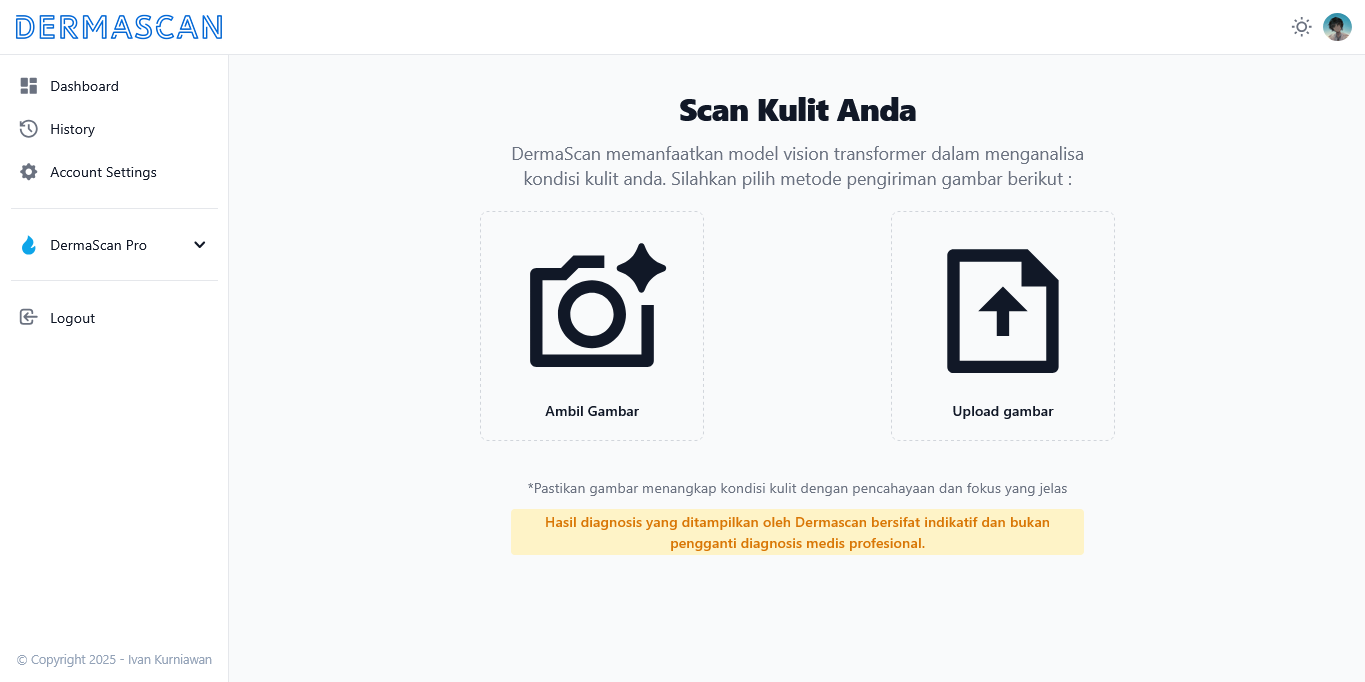 DERMASCAN
Dashboard
History
Account Settings
DermaScan Pro
Logout
Scan Kulit Anda
DermaScan memanfaatkan model vision transformer dalam menganalisa
kondisi kulit anda. Silahkan pilih metode pengiriman gambar berikut :
Ambil Gambar
Upload gambar
*Pastikan gambar menangkap kondisi kulit dengan pencahayaan dan fokus yang jelas
Hasil diagnosis yang ditampilkan oleh Dermascan bersifat indikatif dan bukan
pengganti diagnosis medis profesional.
© Copyright 2025 - Ivan Kurniawan